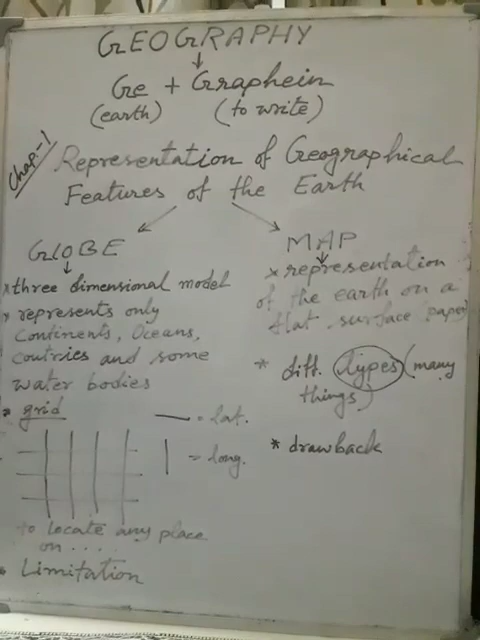 GEOGRAPHY
Ge + Graphein
(earth) (to write)
Chap-1
Representation of Geographical
Features of the Earth
GLOBE
* three dimensional model
* represents only
Continents, Oceans,
coutries and some
water bodies
* grid
— = lat.
| = long.
to locate any place
on ....
* Limitation
MAP
* representation
of the earth on a
flat surface (paper)
* diff. types (many
things)
* drawback